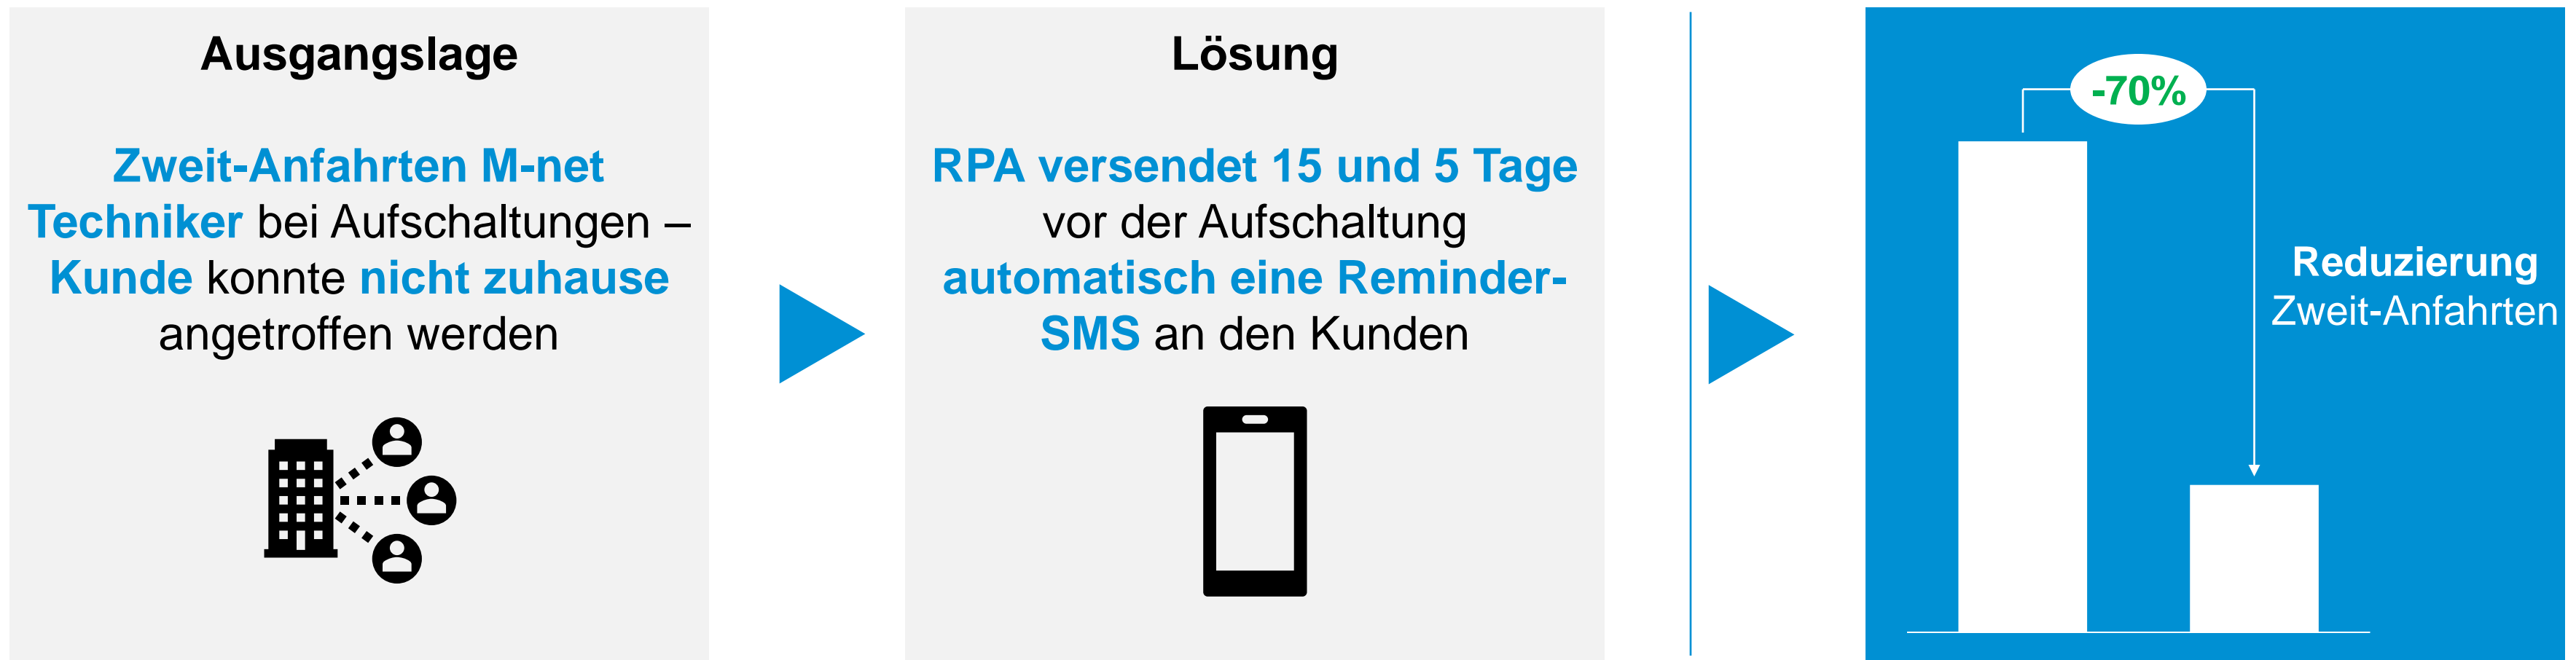 Ausgangslage
Zweit-Anfahrten M-net
Techniker bei Aufschaltungen –
Kunde konnte nicht zuhause
angetroffen werden
Lösung
RPA versendet 15 und 5 Tage
vor der Aufschaltung
automatisch eine Reminder-
SMS an den Kunden
-70%
Reduzierung
Zweit-Anfahrten